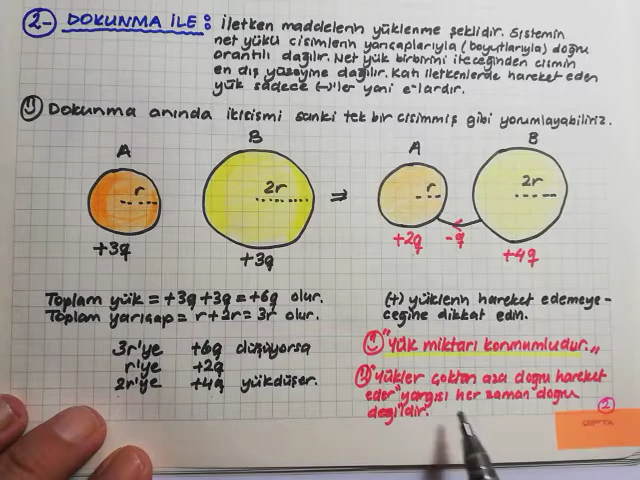 2- DOKUNMA İLE: İletken maddelerin yüklenme şeklidir. Sistemin
net yükü cisimlerin yarıçaplarıyla (boyutlarıyla) doğru
orantılı dağılır. Net yük birbirini iteceğinden cismin
en dış yüzeyine dağılır. Katı iletkenlerde hareket eden
yük sadece (-)'ler yani e-lardır.
Dokunma anında ikisini sanki tek bir cisimmiş gibi yorumlayabiliriz.
A B A B
r 2r ⇒ r 2r
+3q +3q +2q -q +4q
Toplam yük = +3q +3q = +6q olur.
Toplam yarıçap = r + 2r = 3r olur.
3r'ye +6q düşüyorsa
r'ye +2q
2r'ye +4q yük düşer.
(+) yüklerin hareket edemeye-
ceğine dikkat edin.
"Yük miktarı korunumludur."
"Yükler çoktan aza doğru hareket
eder" yargısı her zaman doğru
değildir.
2